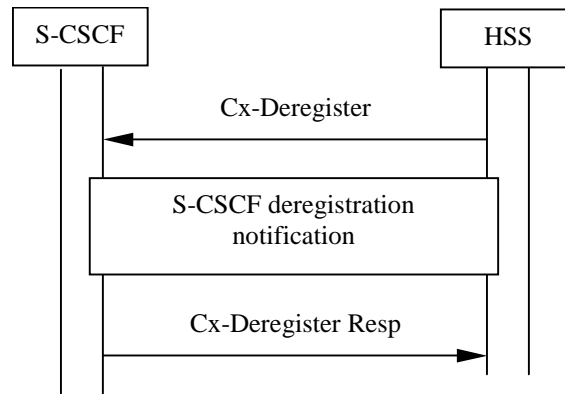 S-CSCF
HSS
Cx-Deregister
S-CSCF deregistration
notification
Cx-Deregister Resp